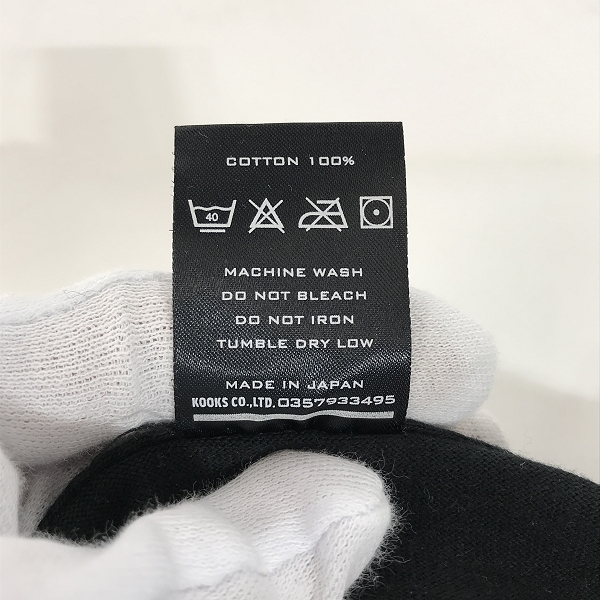 COTTON 100%
40
MACHINE WASH
DO NOT BLEACH
DO NOT IRON
TUMBLE DRY LOW
MADE IN JAPAN
KOOKS CO.,LTD.0357933495